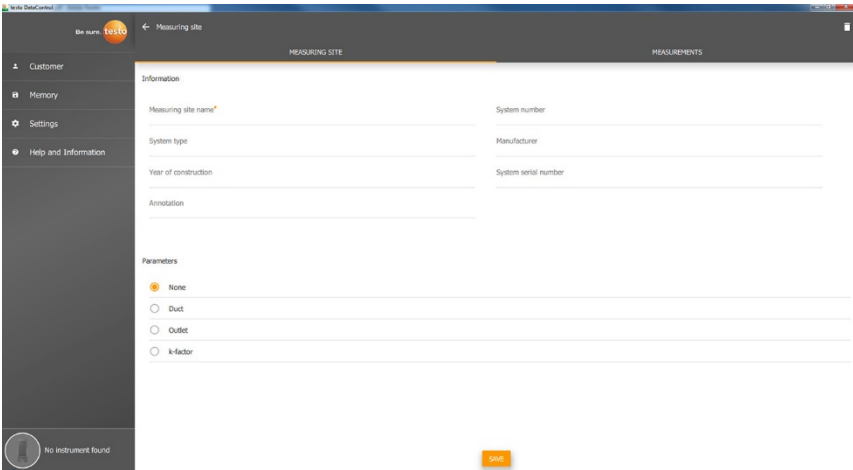 testo DataControl
Be sure. testo
← Measuring site
MEASURING SITE
MEASUREMENTS
Customer
Memory
Settings
Help and Information
Information
Measuring site name*
System number
System type
Manufacturer
Year of construction
System serial number
Annotation
Parameters
None
Duct
Outlet
k-factor
No instrument found
SAVE